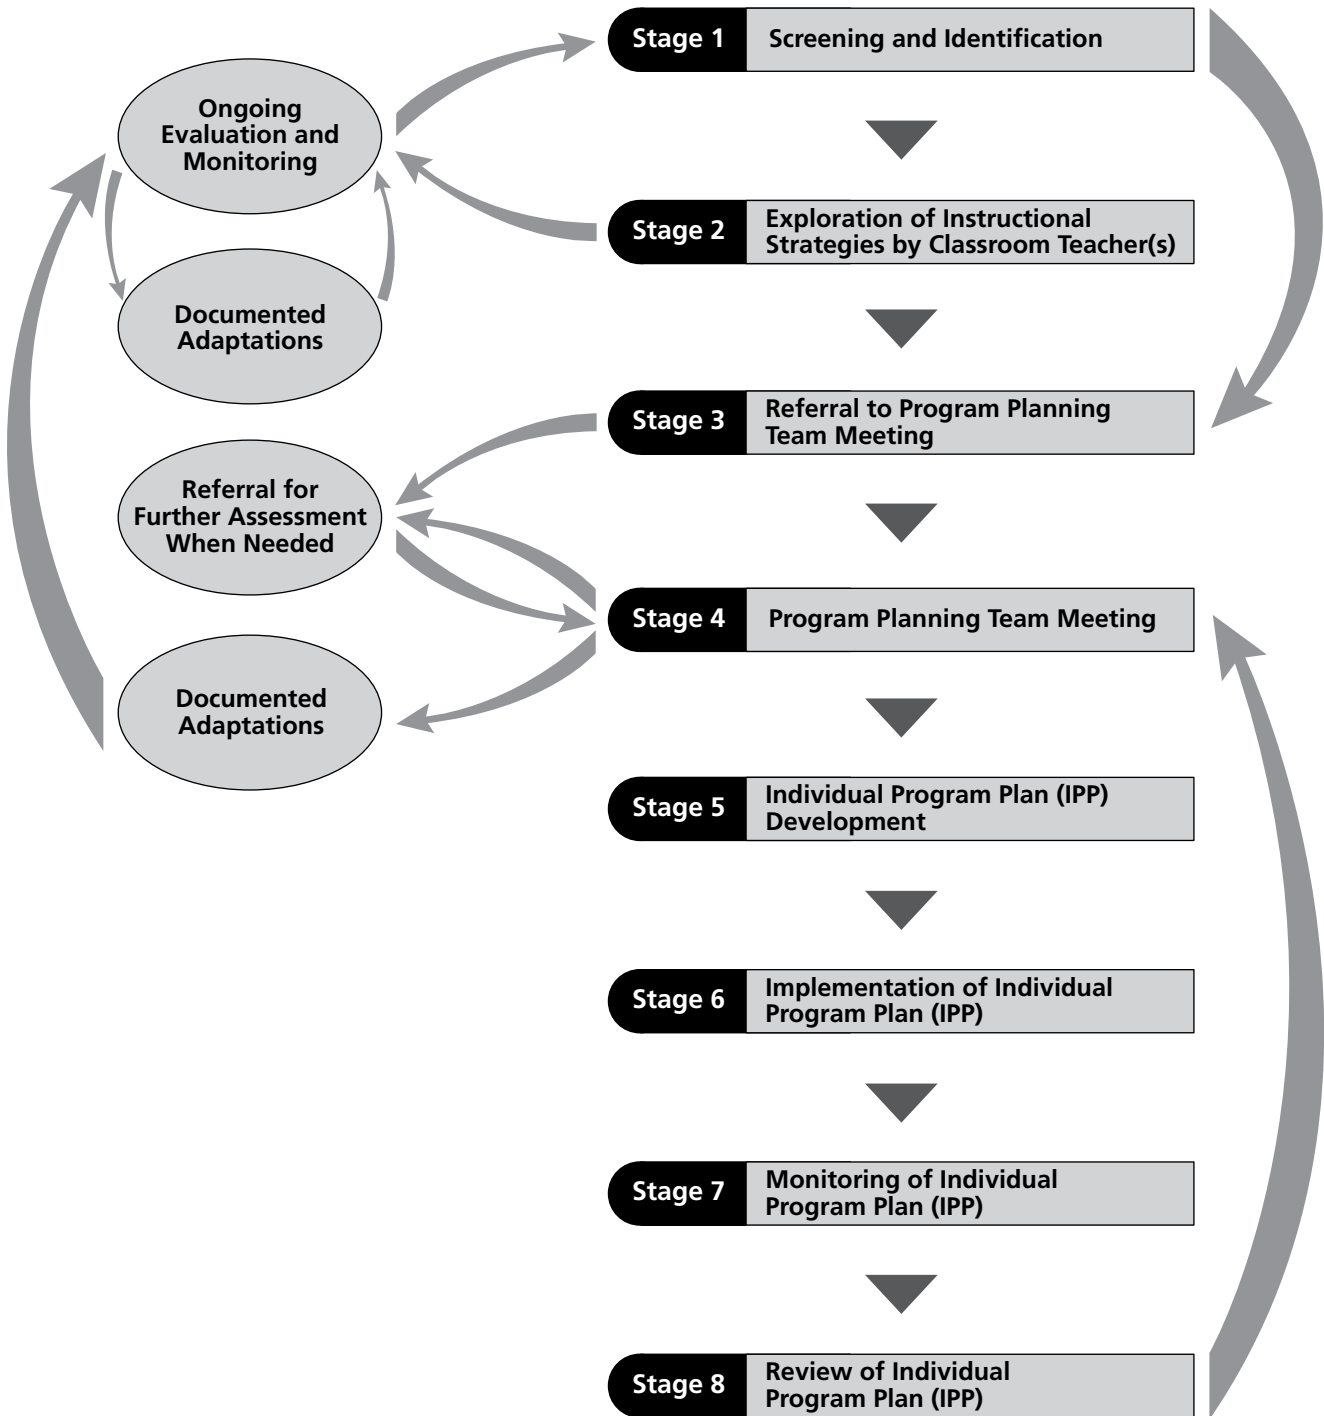 Stage 1
Screening and Identification
Ongoing
Evaluation and
Monitoring
Stage 2
Exploration of Instructional
Strategies by Classroom Teacher(s)
Documented
Adaptations
Stage 3
Referral to Program Planning
Team Meeting
Referral for
Further Assessment
When Needed
Stage 4
Program Planning Team Meeting
Documented
Adaptations
Stage 5
Individual Program Plan (IPP)
Development
Stage 6
Implementation of Individual
Program Plan (IPP)
Stage 7
Monitoring of Individual
Program Plan (IPP)
Stage 8
Review of Individual
Program Plan (IPP)